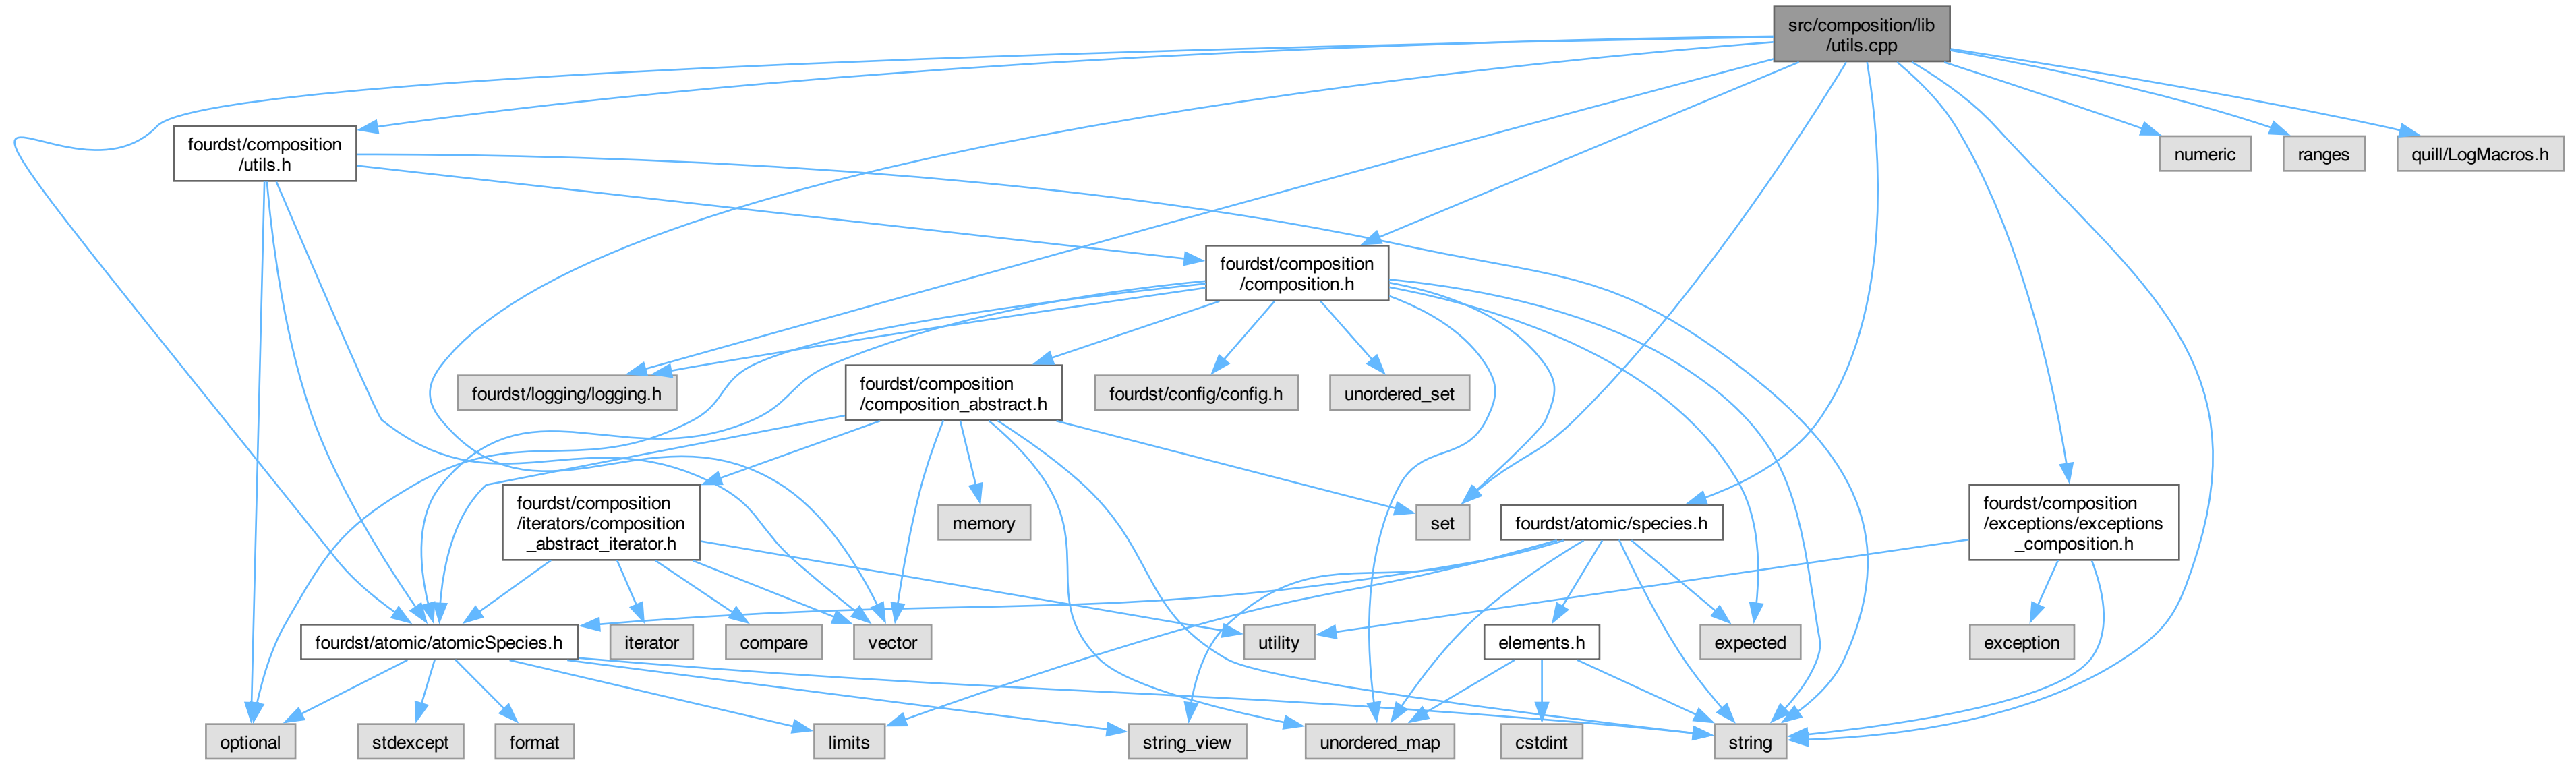 src/composition/lib
/utils.cpp
fourdst/composition
/utils.h
numeric
ranges
quill/LogMacros.h
fourdst/composition
/composition.h
fourdst/logging/logging.h
fourdst/composition
/composition_abstract.h
fourdst/config/config.h
unordered_set
fourdst/composition
/iterators/composition
_abstract_iterator.h
memory
set
fourdst/atomic/species.h
fourdst/composition
/exceptions/exceptions
_composition.h
fourdst/atomic/atomicSpecies.h
iterator
compare
vector
utility
elements.h
expected
exception
optional
stdexcept
format
limits
string_view
unordered_map
cstdint
string